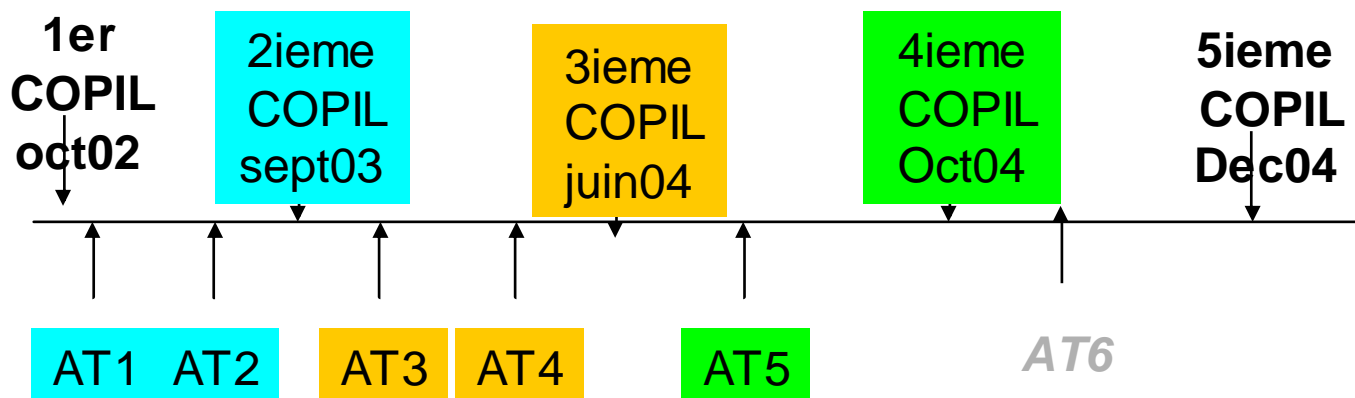 1er
COPIL
oct02
2ieme
COPIL
sept03
3ieme
COPIL
juin04
4ieme
COPIL
Oct04
5ieme
COPIL
Dec04
AT1 AT2 AT3 AT4 AT5 AT6